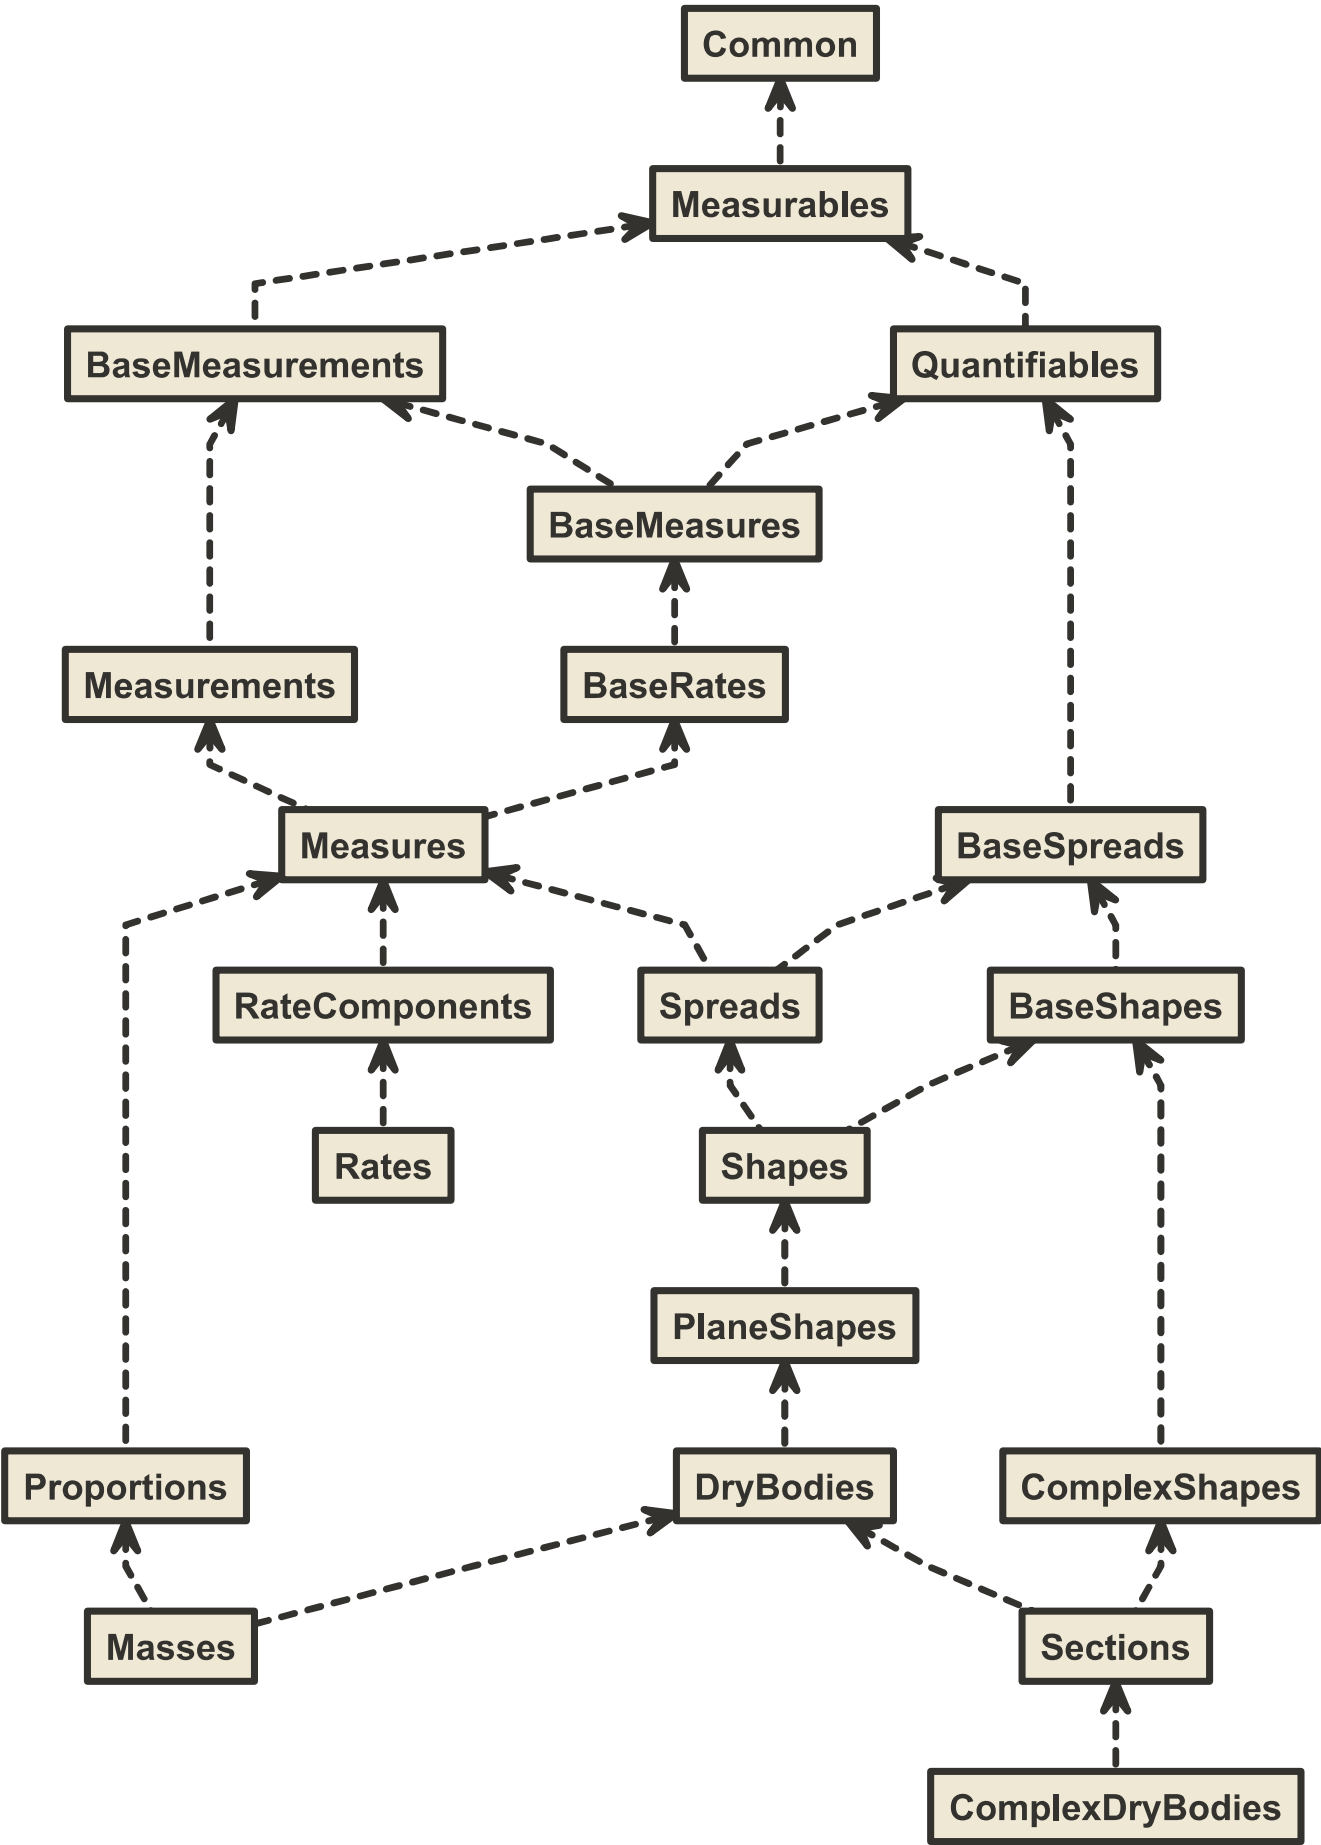 Common
Measurables
BaseMeasurements
Quantifiables
BaseMeasures
Measurements
BaseRates
Measures
BaseSpreads
RateComponents
Spreads
BaseShapes
Rates
Shapes
PlaneShapes
Proportions
DryBodies
ComplexShapes
Masses
Sections
ComplexDryBodies